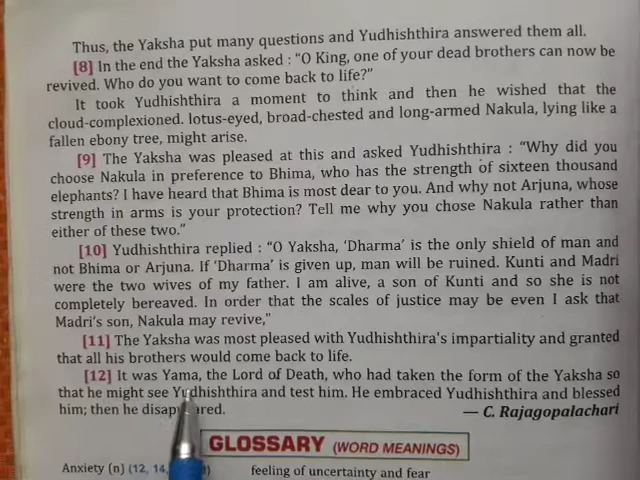 Thus, the Yaksha put many questions and Yudhishthira answered them all.
[8] In the end the Yaksha asked : “O King, one of your dead brothers can now be
revived. Who do you want to come back to life?”
It took Yudhishthira a moment to think and then he wished that the
cloud-complexioned. lotus-eyed, broad-chested and long-armed Nakula, lying like a
fallen ebony tree, might arise.
[9] The Yaksha was pleased at this and asked Yudhishthira : “Why did you
choose Nakula in preference to Bhima, who has the strength of sixteen thousand
elephants? I have heard that Bhima is most dear to you. And why not Arjuna, whose
strength in arms is your protection? Tell me why you chose Nakula rather than
either of these two.”
[10] Yudhishthira replied : “O Yaksha, ‘Dharma’ is the only shield of man and
not Bhima or Arjuna. If ‘Dharma’ is given up, man will be ruined. Kunti and Madri
were the two wives of my father. I am alive, a son of Kunti and so she is not
completely bereaved. In order that the scales of justice may be even I ask that
Madri's son, Nakula may revive,”
[11] The Yaksha was most pleased with Yudhishthira's impartiality and granted
that all his brothers would come back to life.
[12] It was Yama, the Lord of Death, who had taken the form of the Yaksha so
that he might see Yudhishthira and test him. He embraced Yudhishthira and blessed
him; then he — C. Rajagopalachari
GLOSSARY (WORD MEANINGS)
Anxiety (n) (12, 14, feeling of uncertainty and fear